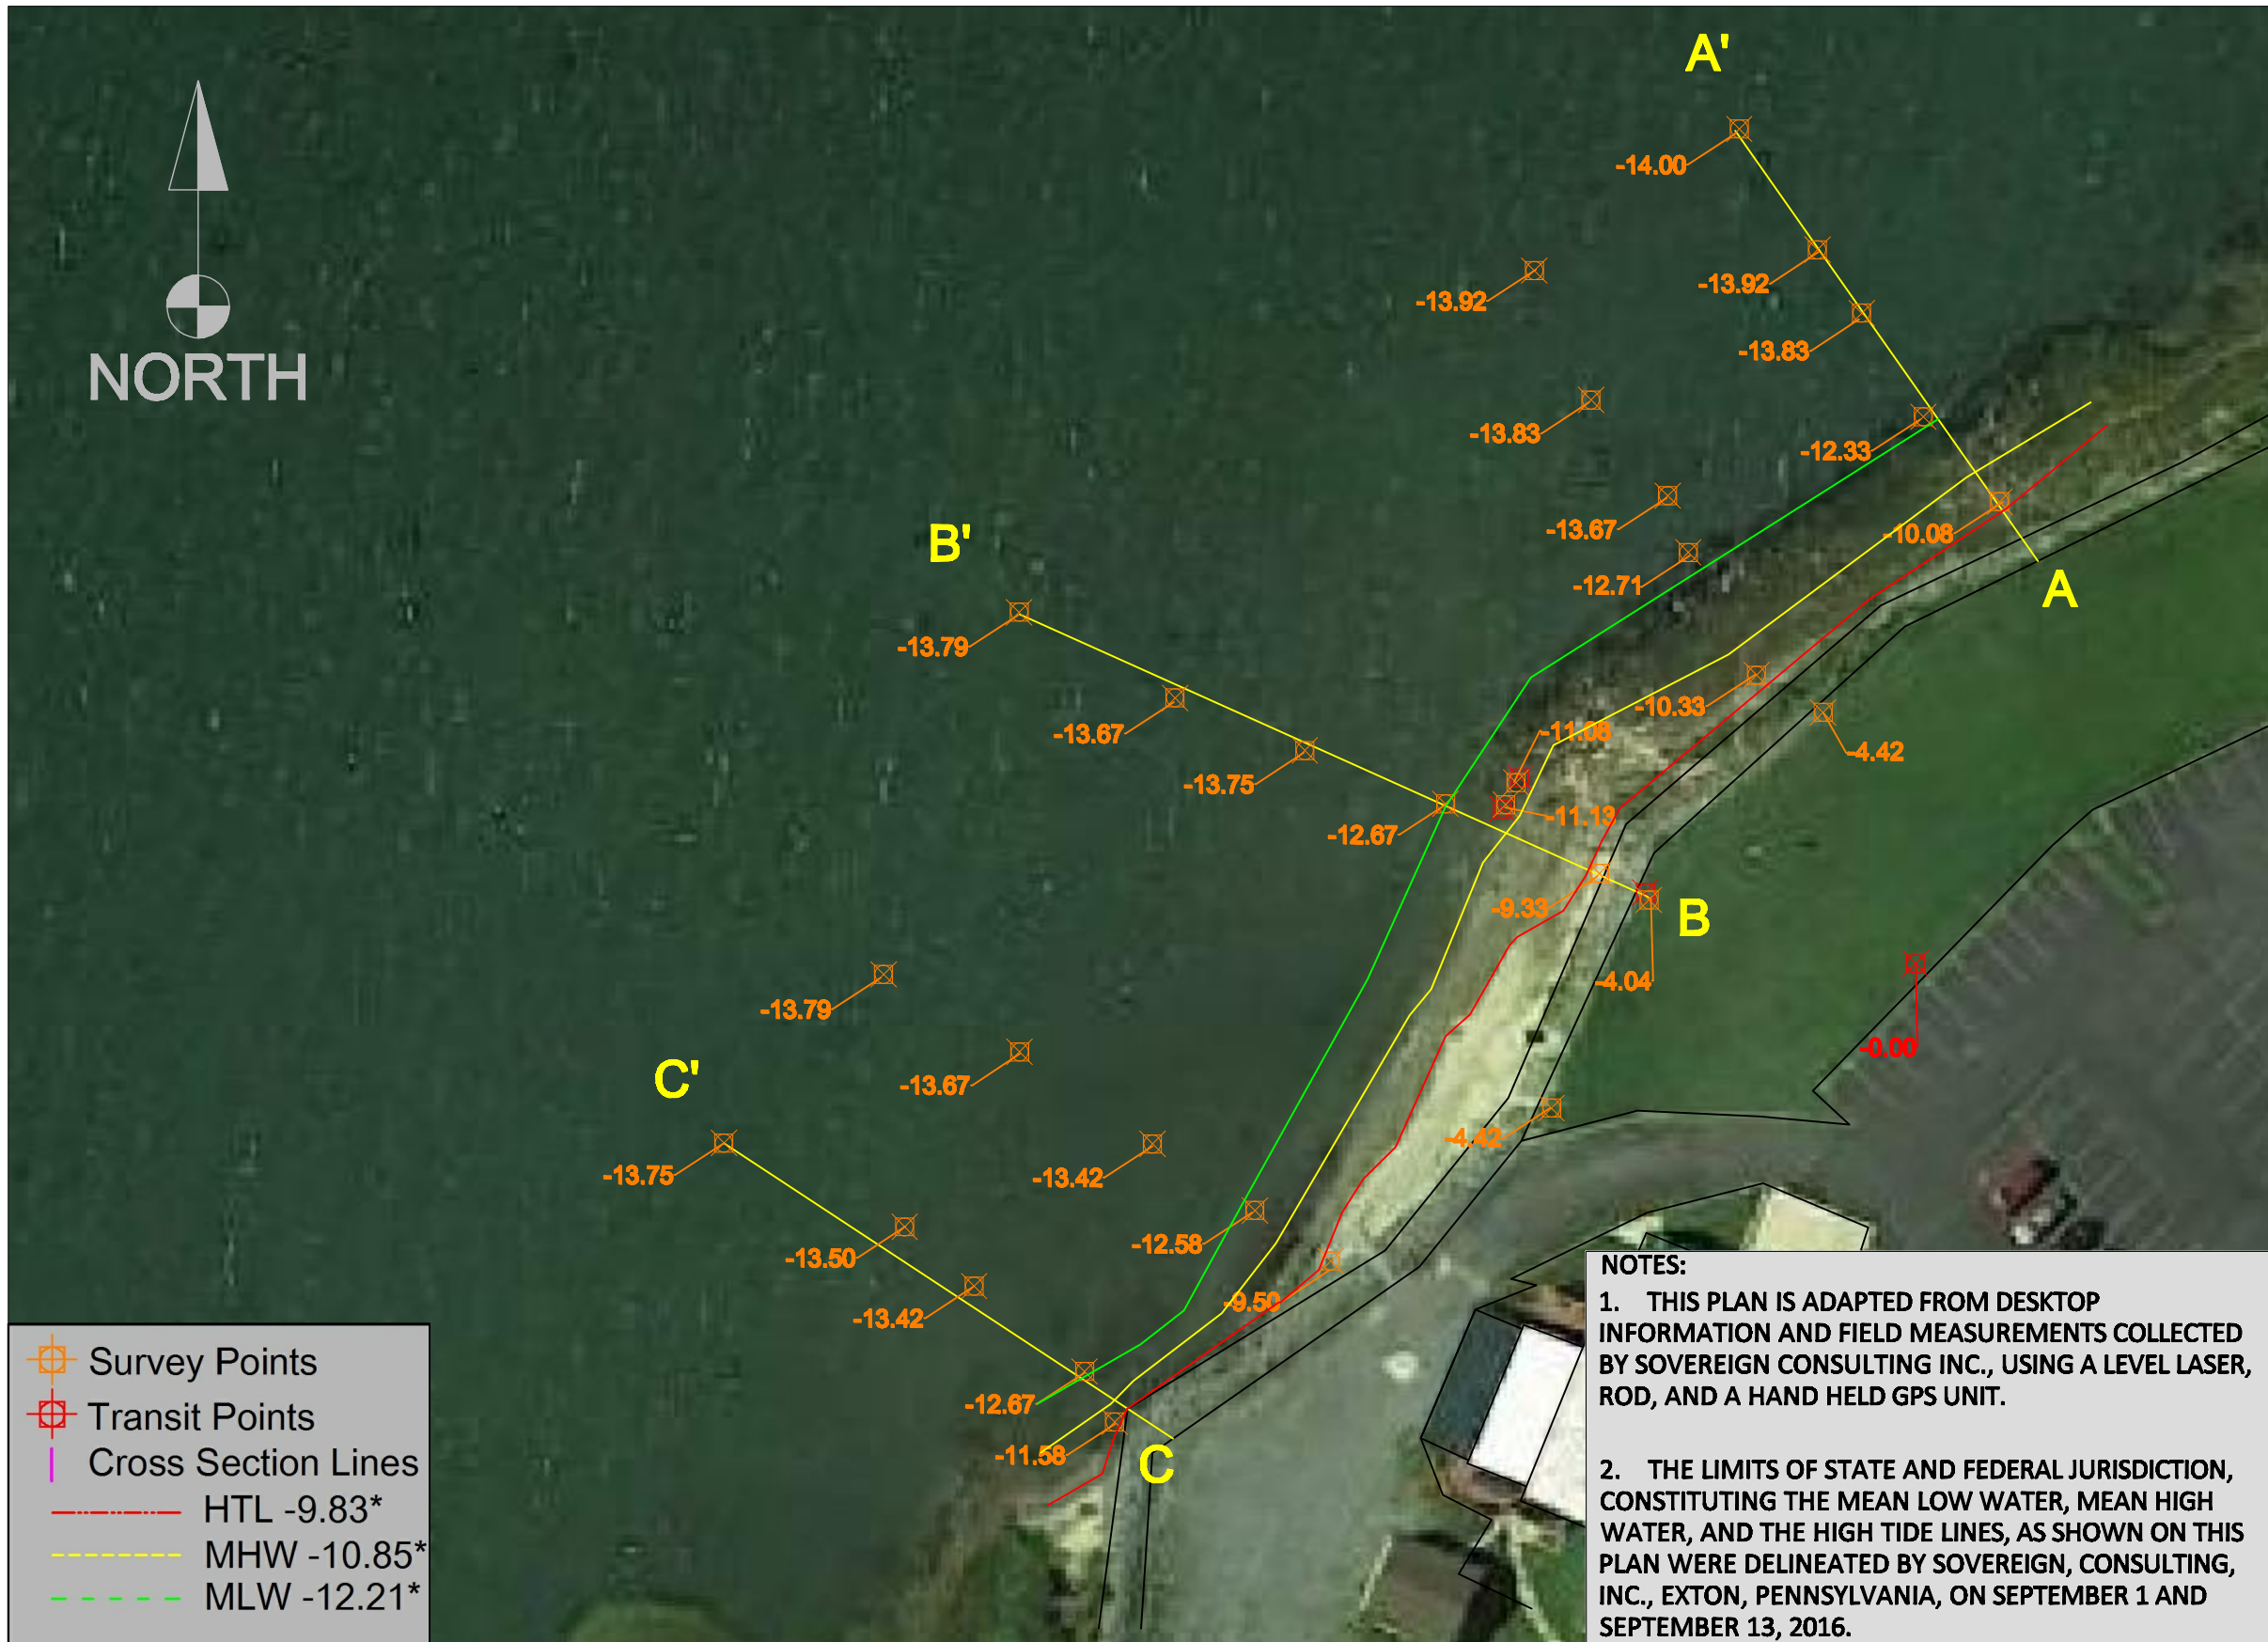 A'
-14.00
-13.92
-13.92
-13.83
NORTH
-13.83
-12.33
-13.67
-10.08
B'
-12.71
A
-13.79
-10.33
-13.67
-11.08
-4.42
-13.75
-11.13
-12.67
-9.33
B
-4.04
-13.79
-0.00
C'
-13.67
-4.42
-13.75
-13.42
-12.58
-13.50
-9.50
-13.42
-12.67
-11.58
C
Survey Points
Transit Points
Cross Section Lines
HTL -9.83*
MHW -10.85*
MLW -12.21*
NOTES:
1. THIS PLAN IS ADAPTED FROM DESKTOP
INFORMATION AND FIELD MEASUREMENTS COLLECTED
BY SOVEREIGN CONSULTING INC., USING A LEVEL LASER,
ROD, AND A HAND HELD GPS UNIT.
2. THE LIMITS OF STATE AND FEDERAL JURISDICTION,
CONSTITUTING THE MEAN LOW WATER, MEAN HIGH
WATER, AND THE HIGH TIDE LINES, AS SHOWN ON THIS
PLAN WERE DELINEATED BY SOVEREIGN, CONSULTING,
INC., EXTON, PENNSYLVANIA, ON SEPTEMBER 1 AND
SEPTEMBER 13, 2016.